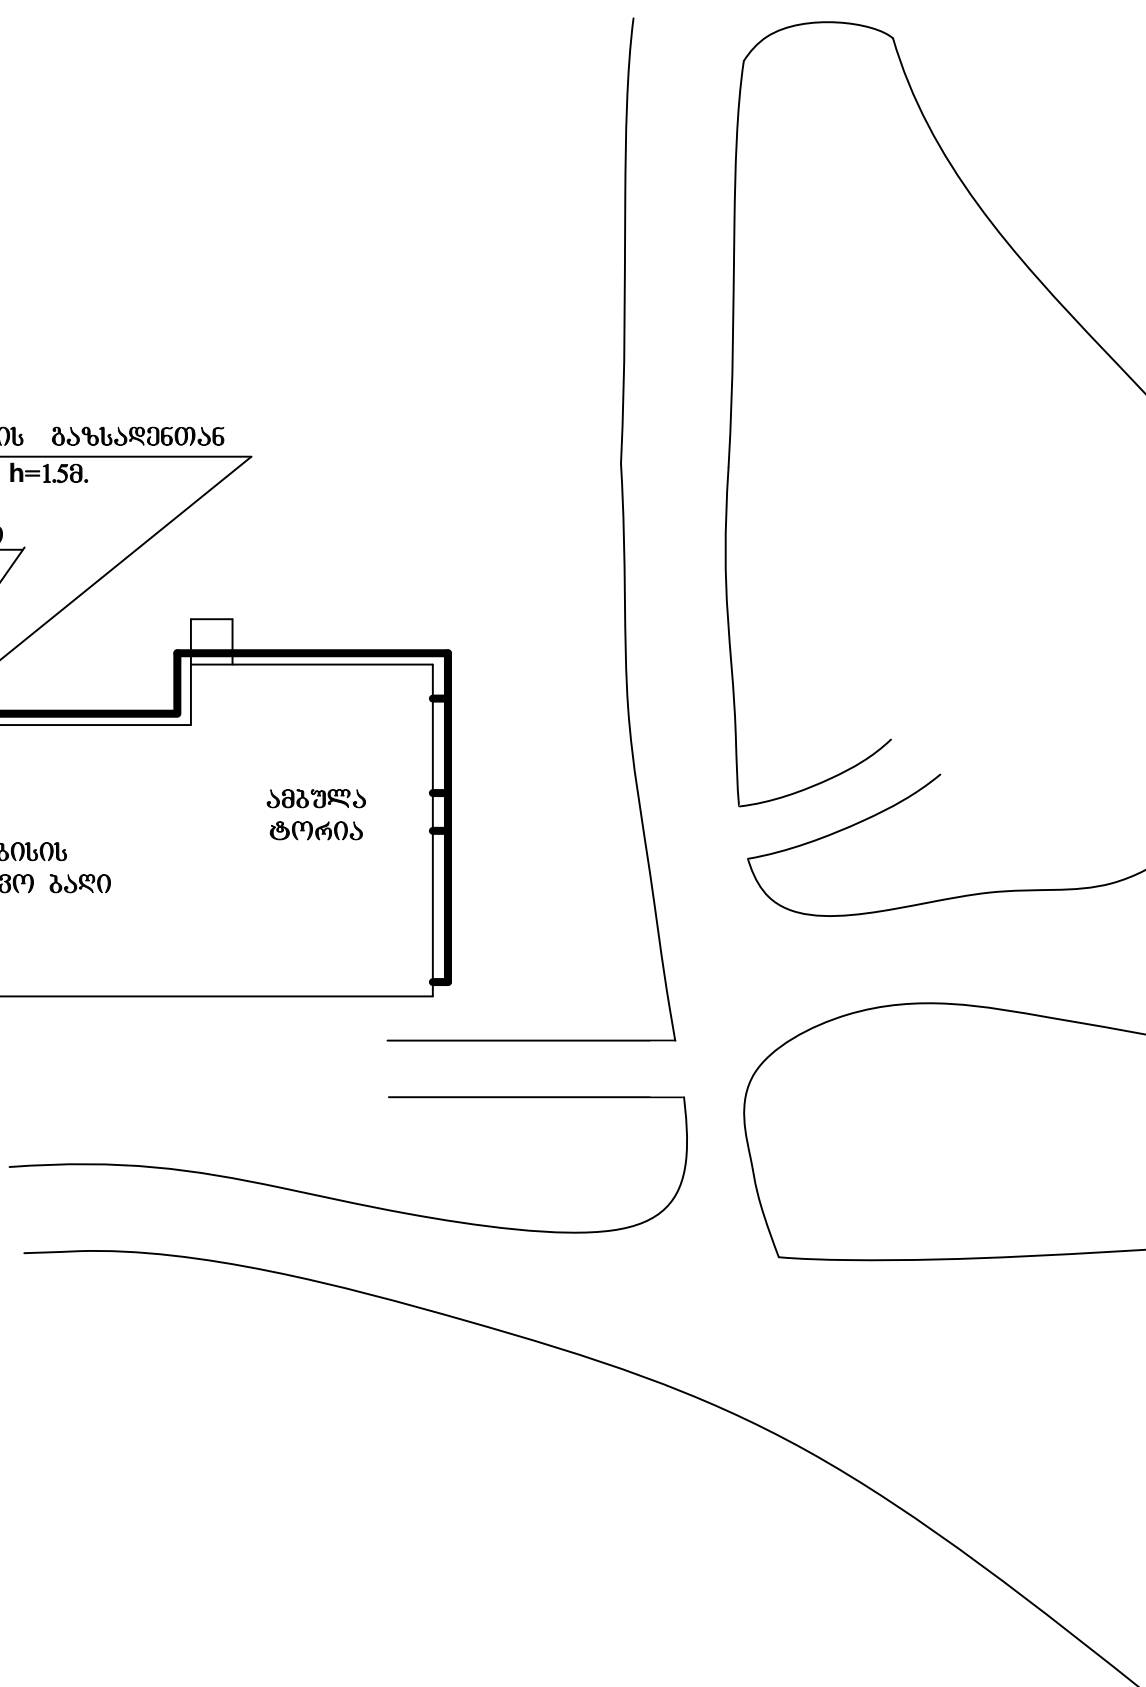 ის გაზსადენთან
h=1.5მ.
ამბულა
ტორია
ბისის
ვო ბაღი